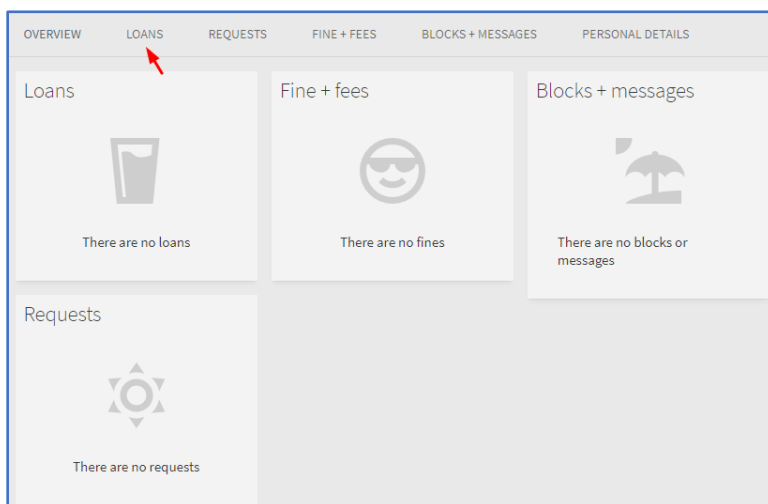 OVERVIEW LOANS REQUESTS FINE + FEES BLOCKS + MESSAGES PERSONAL DETAILS
Loans
There are no loans
Fine + fees
There are no fines
Blocks + messages
There are no blocks or
messages
Requests
There are no requests